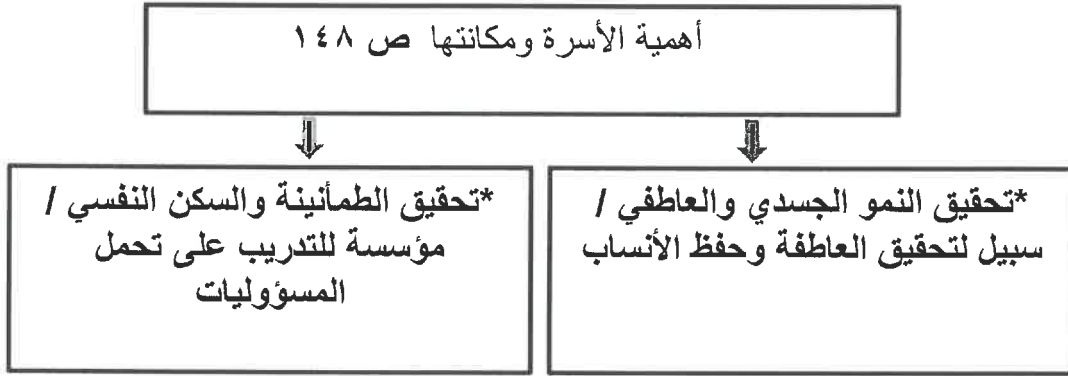 أهمية الأسرة ومكانتها ص ١٤٨
*تحقيق النمو الجسدي والعاطفي /
سبيل لتحقيق العاطفة وحفظ الأنساب
*تحقيق الطمأنينة والسكن النفسي /
مؤسسة للتدريب على تحمل
المسؤوليات